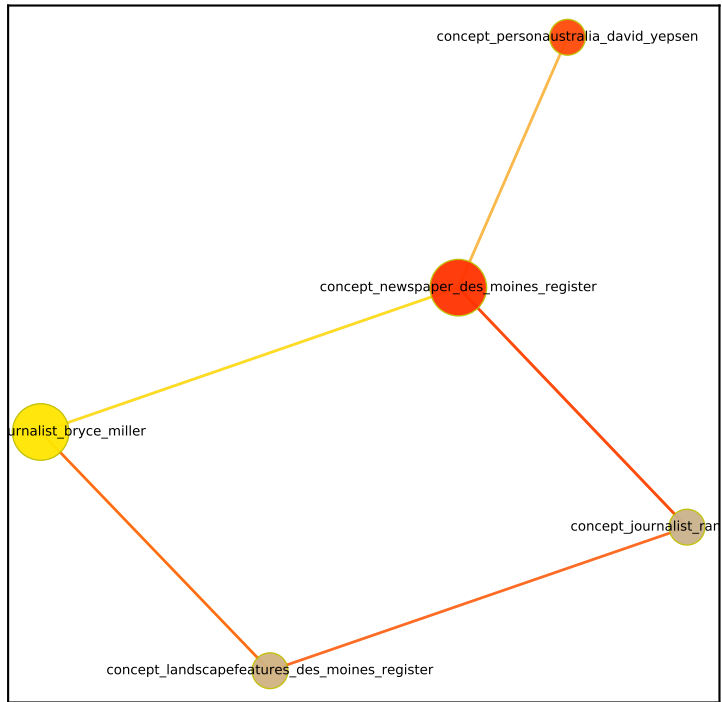 concept_personaustralia_david_yepsen
concept_newspaper_des_moines_register
urnalist_bryce_miller
concept_journalist_ran
concept_landscapefeatures_des_moines_register